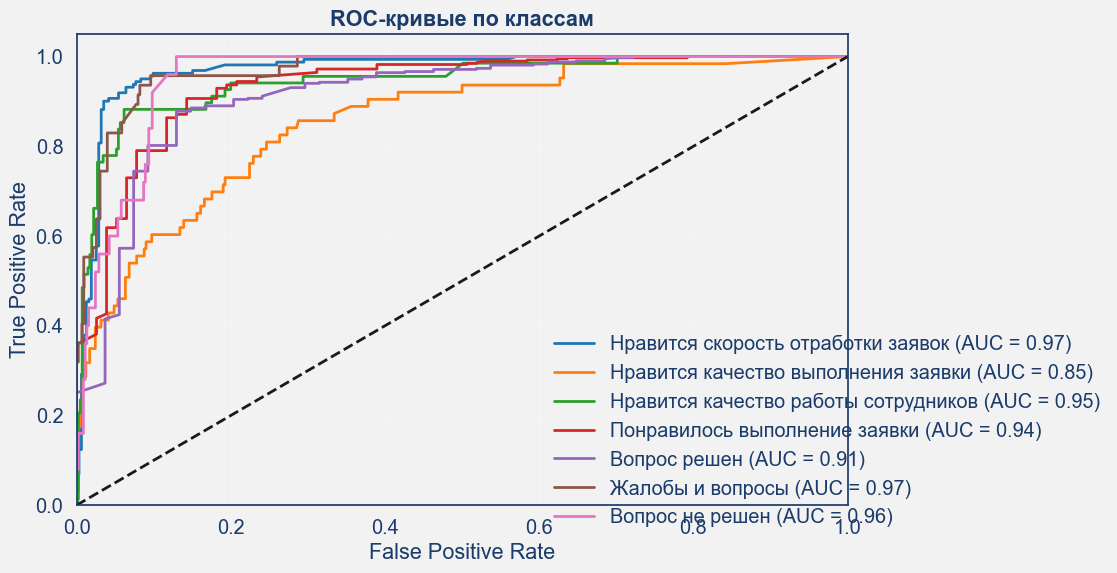 ROC-кривые по классам
True Positive Rate
1.0
0.8
0.6
0.4
0.2
0.0
Нравится скорость отработки заявок (AUC = 0.97)
Нравится качество выполнения заявки (AUC = 0.85)
Нравится качество работы сотрудников (AUC = 0.95)
Понравилось выполнение заявки (AUC = 0.94)
Вопрос решен (AUC = 0.91)
Жалобы и вопросы (AUC = 0.97)
Вопрос не решен (AUC = 0.96)
0.0 0.2 0.4 0.6 0.8 1.0
False Positive Rate